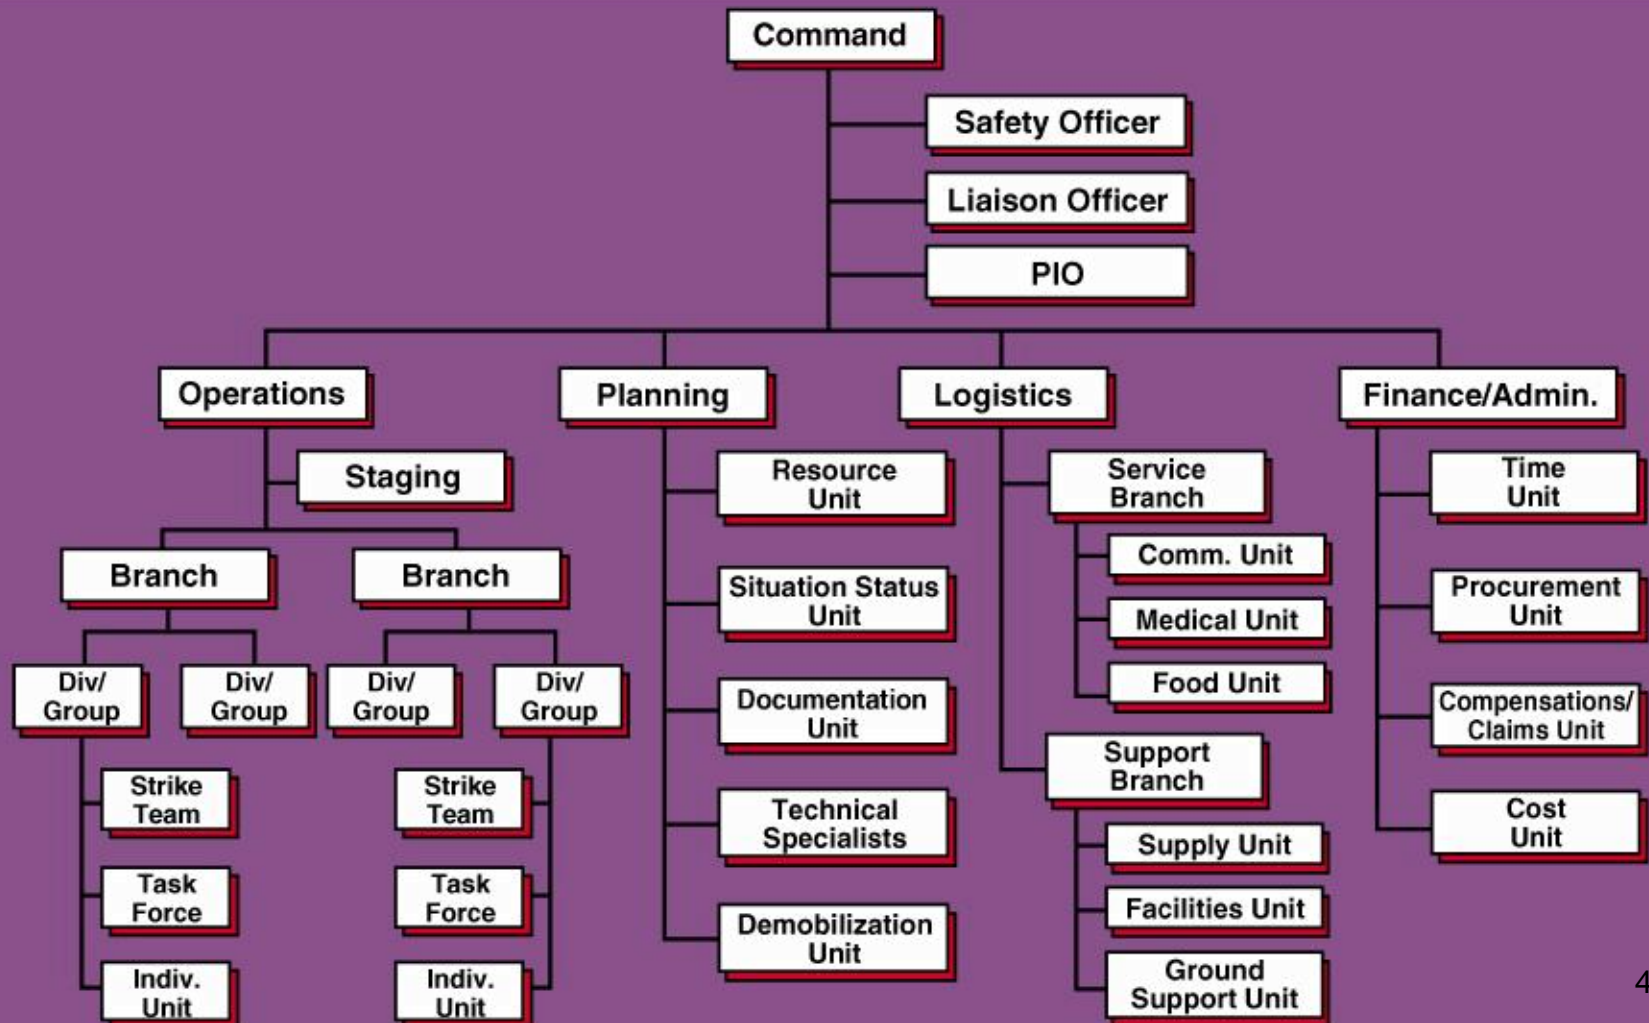 Command
Safety Officer
Liaison Officer
PIO
Operations
Planning
Logistics
Finance/Admin.
Staging
Branch
Branch
Div/
Group
Div/
Group
Div/
Group
Div/
Group
Strike
Team
Task
Force
Indiv.
Unit
Strike
Team
Task
Force
Indiv.
Unit
Resource
Unit
Situation Status
Unit
Documentation
Unit
Technical
Specialists
Demobilization
Unit
Service
Branch
Comm. Unit
Medical Unit
Food Unit
Support
Branch
Supply Unit
Facilities Unit
Ground
Support Unit
Time
Unit
Procurement
Unit
Compensations/
Claims Unit
Cost
Unit
4